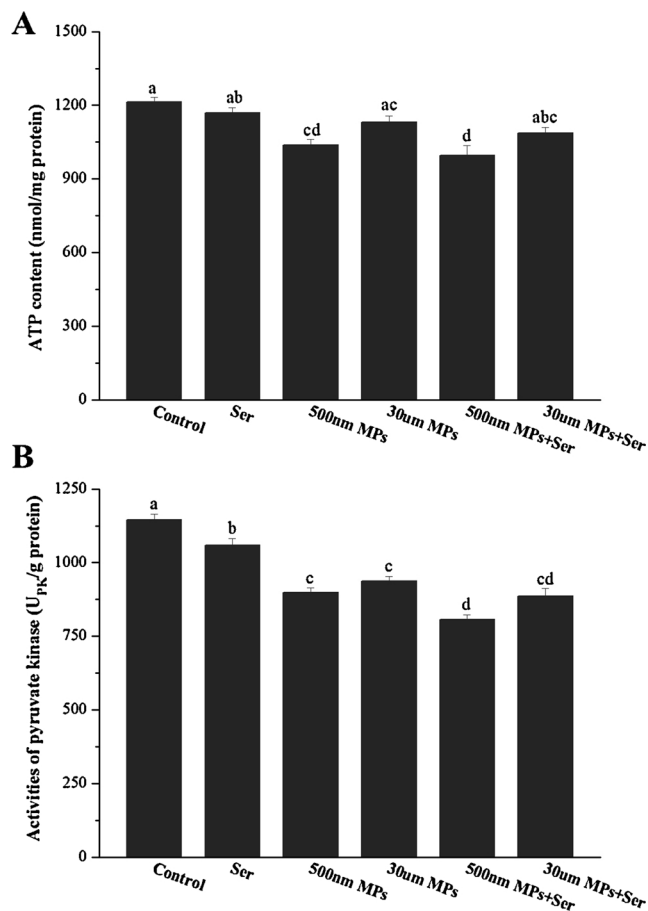 A
ATP content (nmol/mg protein)
1500
1200
900
600
300
0
a
ab
cd
ac
d
abc
Control
Ser
500nm MPs
30um MPs
500nm MPs+Ser
30um MPs+Ser
B
Activities of pyruvate kinase (UPK/g protein)
1250
1000
750
500
250
0
a
b
c
c
d
cd
Control
Ser
500nm MPs
30um MPs
500nm MPs+Ser
30um MPs+Ser